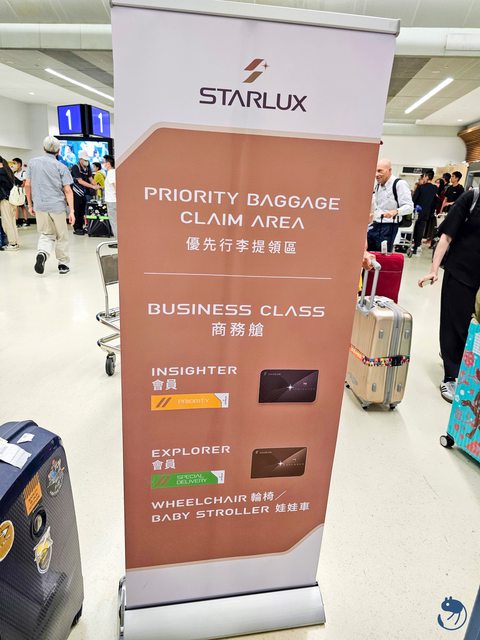 1
1
STARLUX
PRIORITY BAGGAGE
CLAIM AREA
優先行李提領區
BUSINESS CLASS
商務艙
INSIGHTER
會員
PRIORITY
EXPLORER
會員
SPECIAL
DELIVERY
WHEELCHAIR 輪椅／
BABY STROLLER 娃娃車